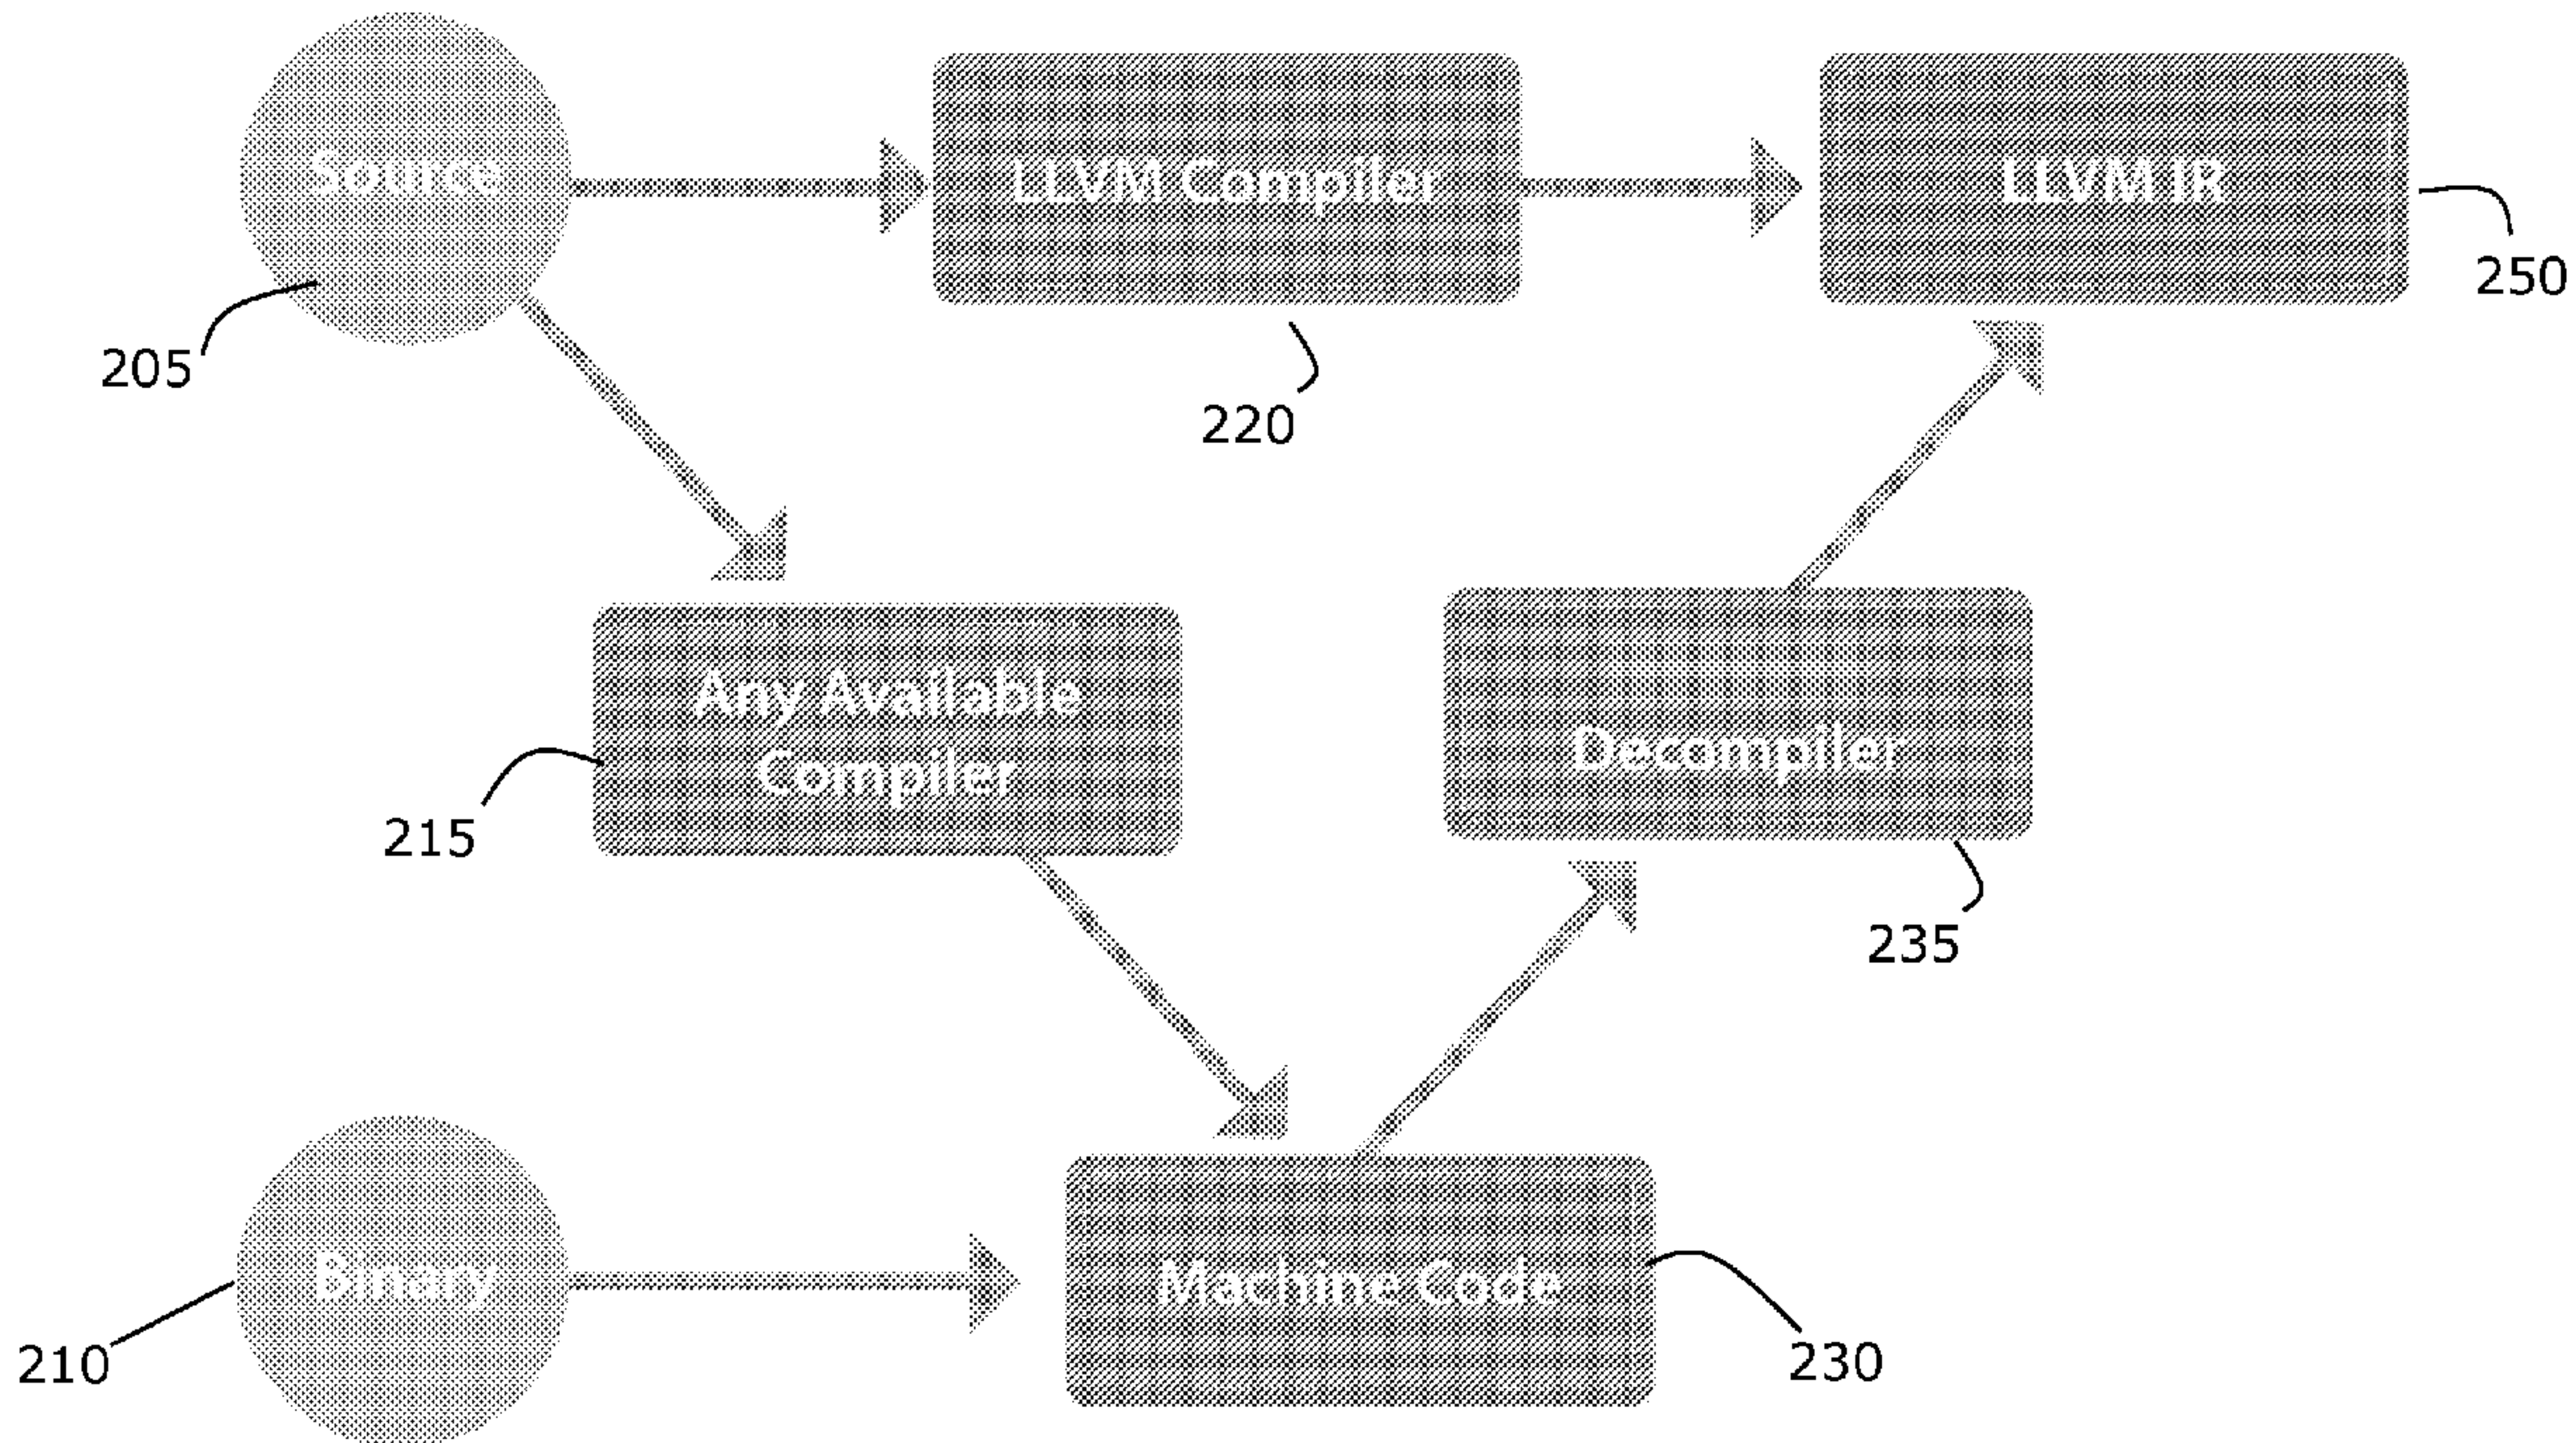 Source
LLVM Compiler
LLVM IR
250
205
220
Any Available
Compiler
Decompiler
215
235
Binary
Machine Code
210
230